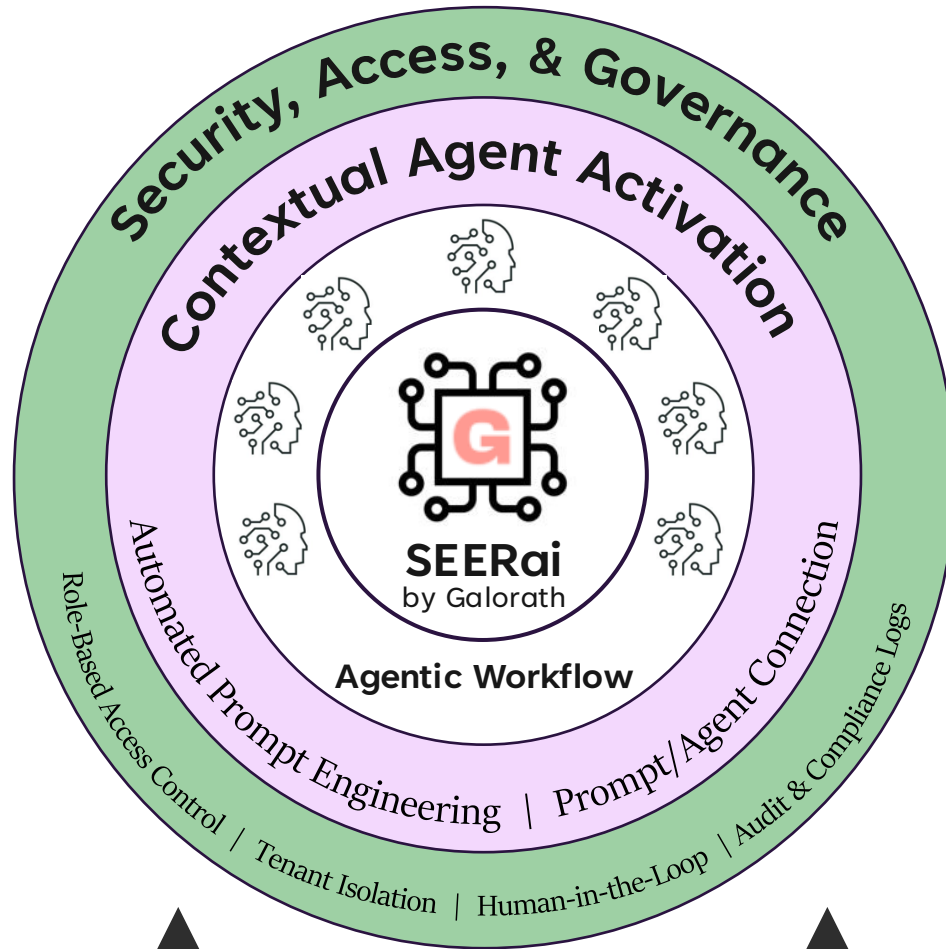 Security, Access, & Governance
Contextual Agent Activation
G
SEERai
by Galorath
Agentic Workflow
Automated Prompt Engineering | Prompt/Agent Connection
Role-Based Access Control | Tenant Isolation | Human-in-the-Loop | Audit & Compliance Logs